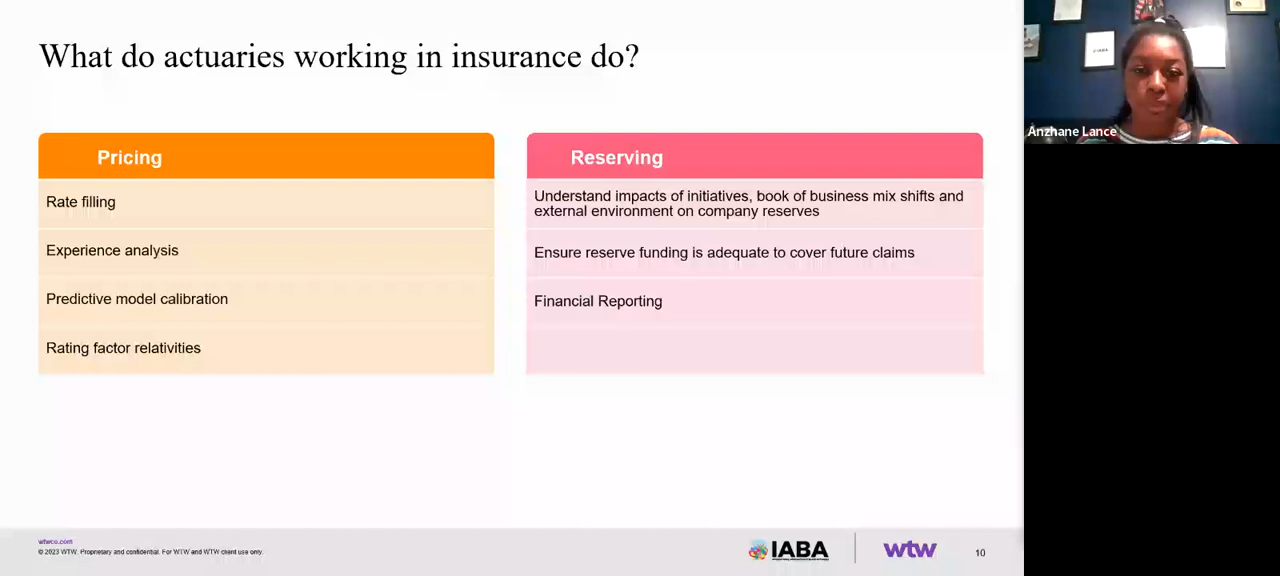 What do actuaries working in insurance do?
Pricing
Rate filling
Experience analysis
Predictive model calibration
Rating factor relativities
Reserving
Understand impacts of initiatives, book of business mix shifts and
external environment on company reserves
Ensure reserve funding is adequate to cover future claims
Financial Reporting
wtwco.com
© 2023 WTW. Proprietary and confidential. For WTW and WTW client use only.
IABA
wtw
10
Anzhane Lance